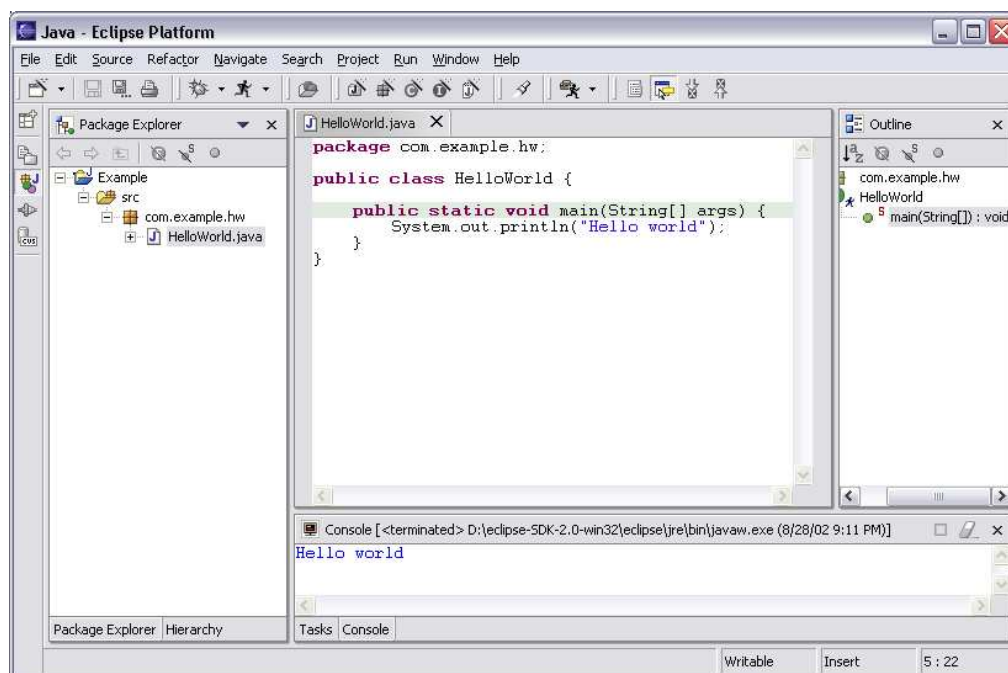 Java - Eclipse Platform
File Edit Source Refactor Navigate Search Project Run Window Help
Package Explorer
Example
src
com.example.hw
HelloWorld.java
Package Explorer Hierarchy
HelloWorld.java
package com.example.hw;
public class HelloWorld {
public static void main(String[] args) {
System.out.println("Hello world");
}
}
Outline
com.example.hw
HelloWorld
main(String[]) : void
Console [<terminated> D:\eclipse-SDK-2.0-win32\eclipse\jre\bin\javaw.exe (8/28/02 9:11 PM)]
Hello world
Tasks Console
Writable Insert 5 : 22